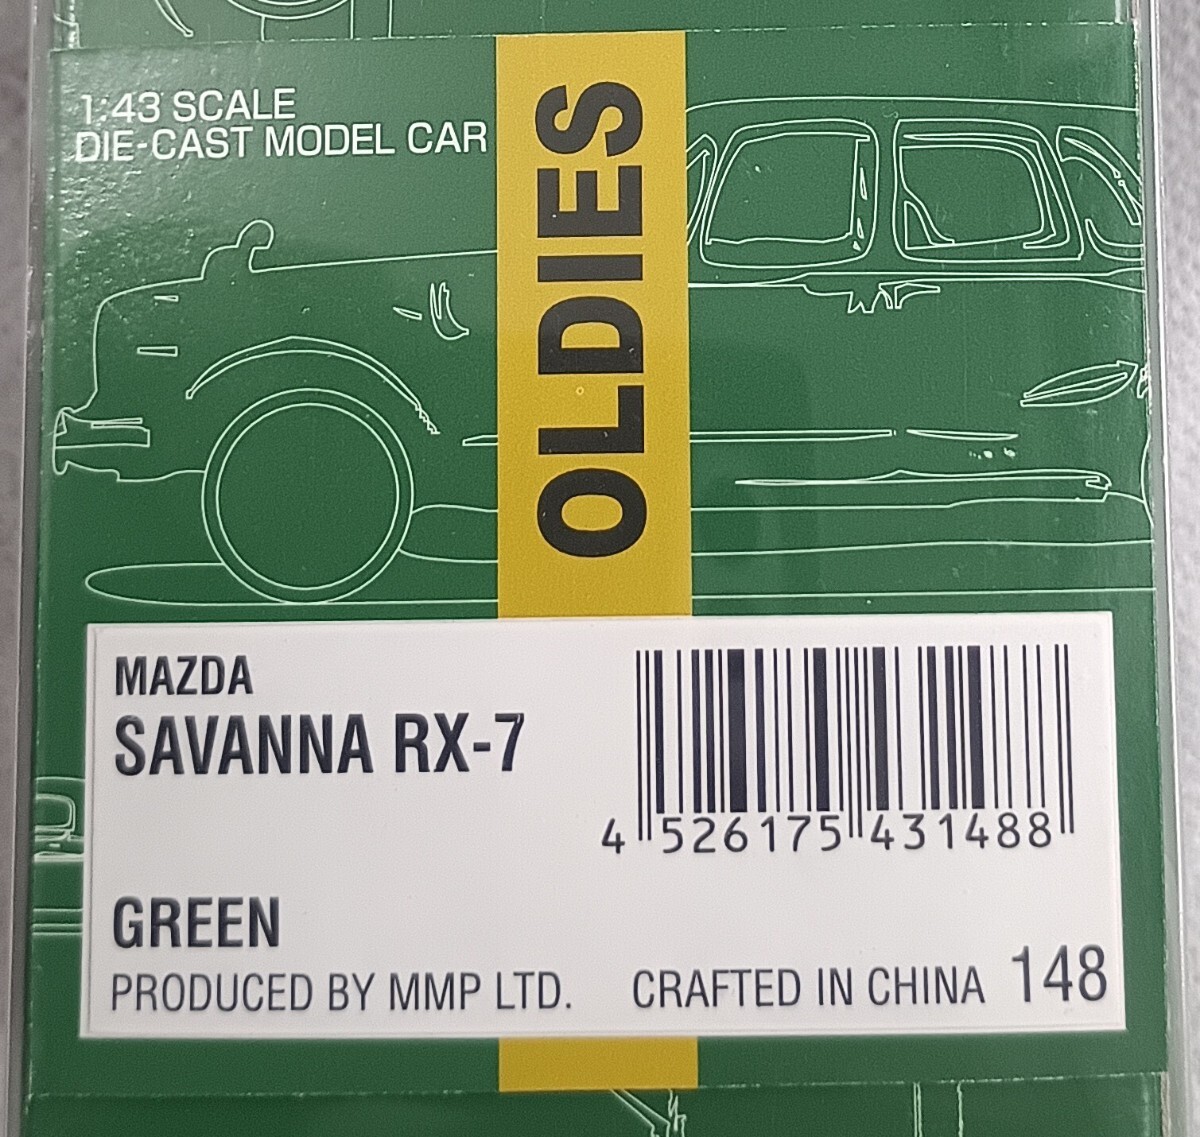 1:43 SCALE
DIE-CAST MODEL CAR
OLDIES
MAZDA
SAVANNA RX-7
4 526175 431488
GREEN
PRODUCED BY MMP LTD. CRAFTED IN CHINA 148